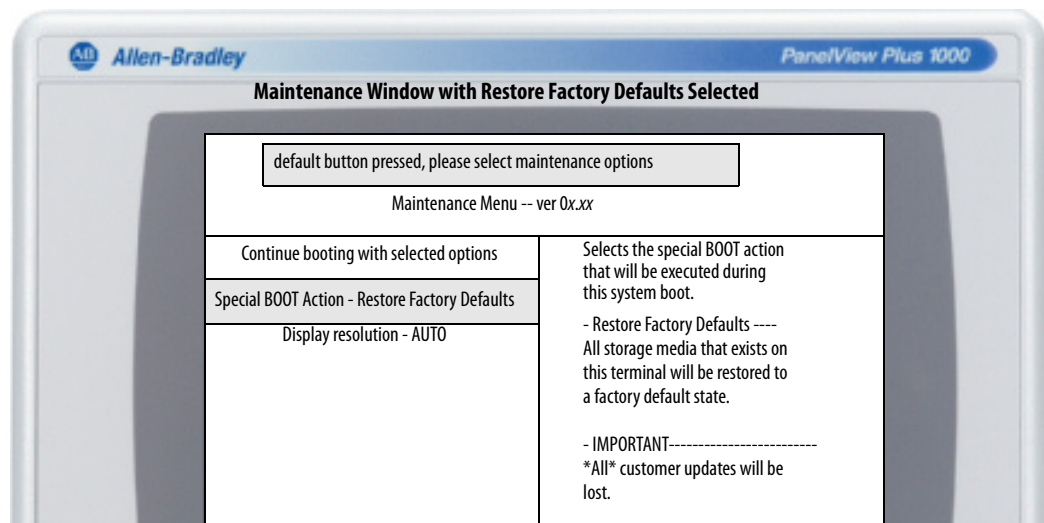 AB Allen-Bradley
PanelView Plus 1000
Maintenance Window with Restore Factory Defaults Selected
default button pressed, please select maintenance options
Maintenance Menu -- ver 0x.xx
Continue booting with selected options
Special BOOT Action - Restore Factory Defaults
Display resolution - AUTO
Selects the special BOOT action
that will be executed during
this system boot.
- Restore Factory Defaults ----
All storage media that exists on
this terminal will be restored to
a factory default state.
- IMPORTANT-------------------------
*All* customer updates will be
lost.